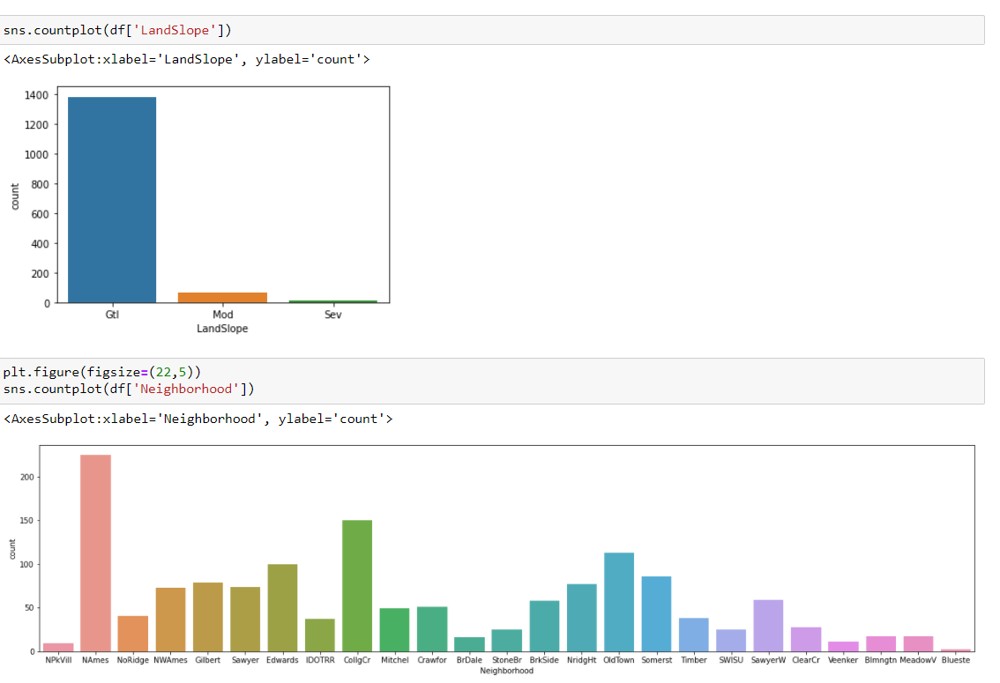 sns.countplot(df['LandSlope'])
<AxesSubplot:xlabel='LandSlope', ylabel='count'>
1400
1200
1000
800
600
400
200
0
count
Gtl Mod Sev
LandSlope
plt.figure(figsize=(22,5))
sns.countplot(df['Neighborhood'])
<AxesSubplot:xlabel='Neighborhood', ylabel='count'>
200
150
100
50
0
count
NPkVill NAmes NoRidge NWAmes Gilbert Sawyer Edwards IDOTRR CollgCr Mitchel Crawfor BrDale StoneBr BrkSide NridgHt OldTown Somerst Timber SWISU SawyerW ClearCr Veenker Blmngtn MeadowV Blueste
Neighborhood